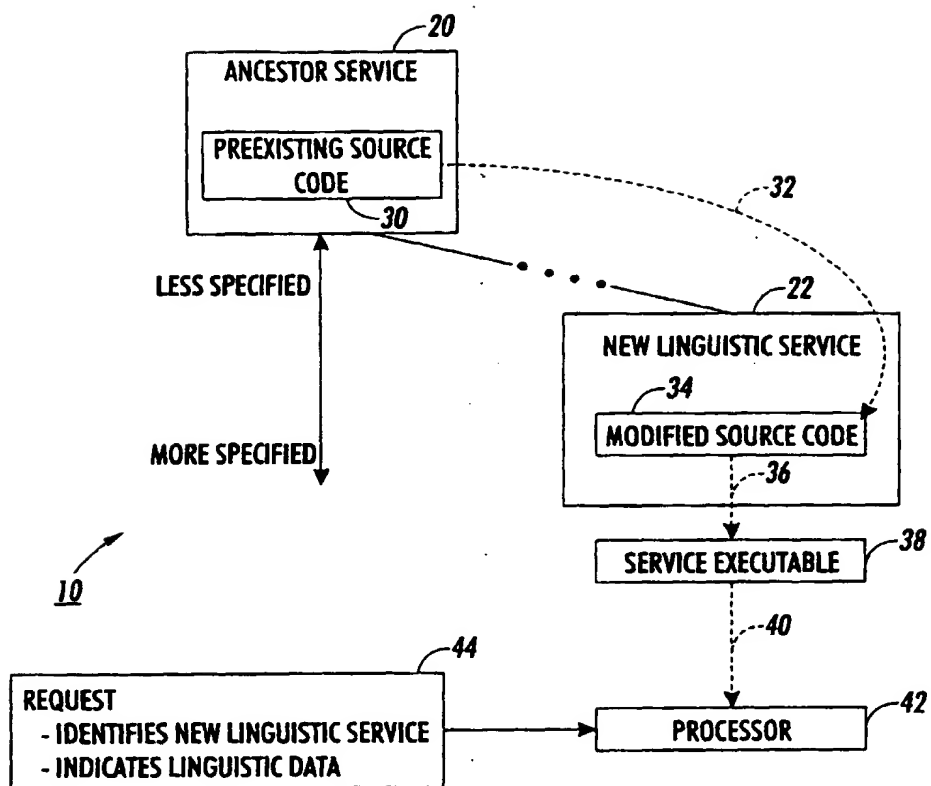 20
ANCESTOR SERVICE
PREEXISTING SOURCE
CODE
30
32
LESS SPECIFIED
22
NEW LINGUISTIC SERVICE
34
MODIFIED SOURCE CODE
MORE SPECIFIED
36
38
SERVICE EXECUTABLE
10
40
44
REQUEST
- IDENTIFIES NEW LINGUISTIC SERVICE
- INDICATES LINGUISTIC DATA
42
PROCESSOR